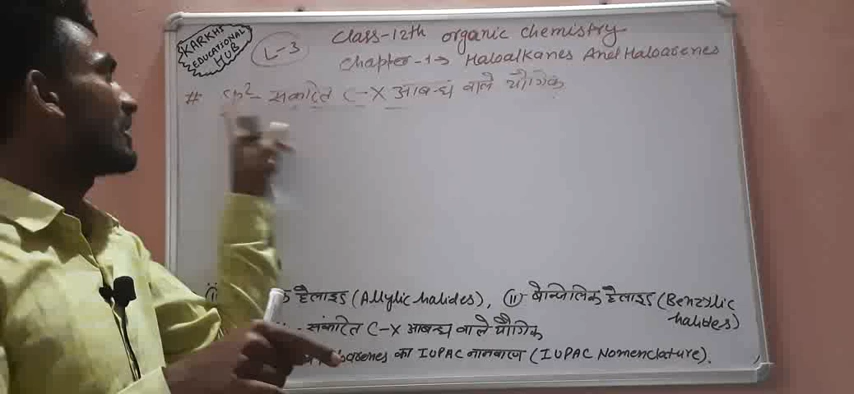 KARKHI
EDUCATIONAL
HUB
L-3
Class-12th organic chemistry
Chapter-1→ Haloalkanes And Haloarenes
# sp²- संकरित C-X आबन्ध वाले यौगिक
हैलाइड (Allylic halides), (ii) बेन्जिलिक हैलाइड (Benzylic
halides)
संकरित C-X आबन्ध वाले यौगिक
का IUPAC नामकरण (IUPAC Nomenclature).